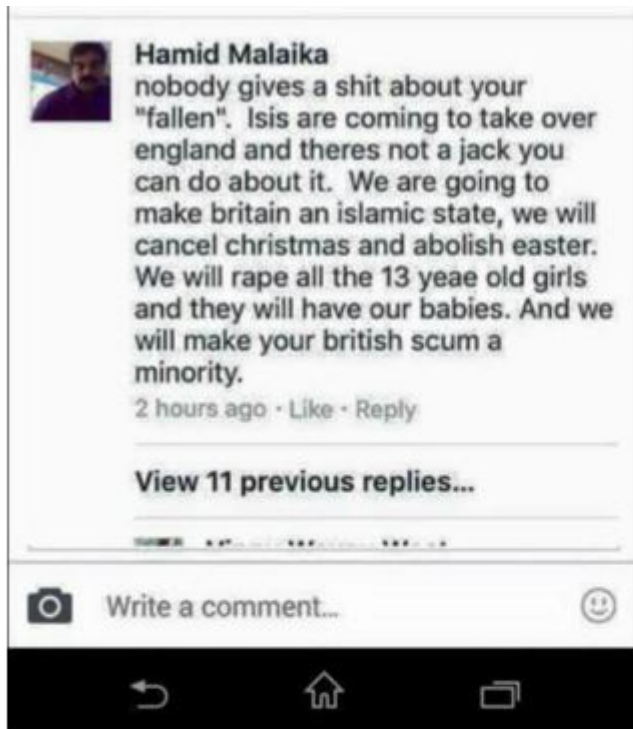 Hamid Malaika
nobody gives a shit about your
"fallen".  Isis are coming to take over
england and theres not a jack you
can do about it.  We are going to
make britain an islamic state, we will
cancel christmas and abolish easter.
We will rape all the 13 yeae old girls
and they will have our babies. And we
will make your british scum a
minority.
2 hours ago · Like · Reply
View 11 previous replies...
Write a comment...